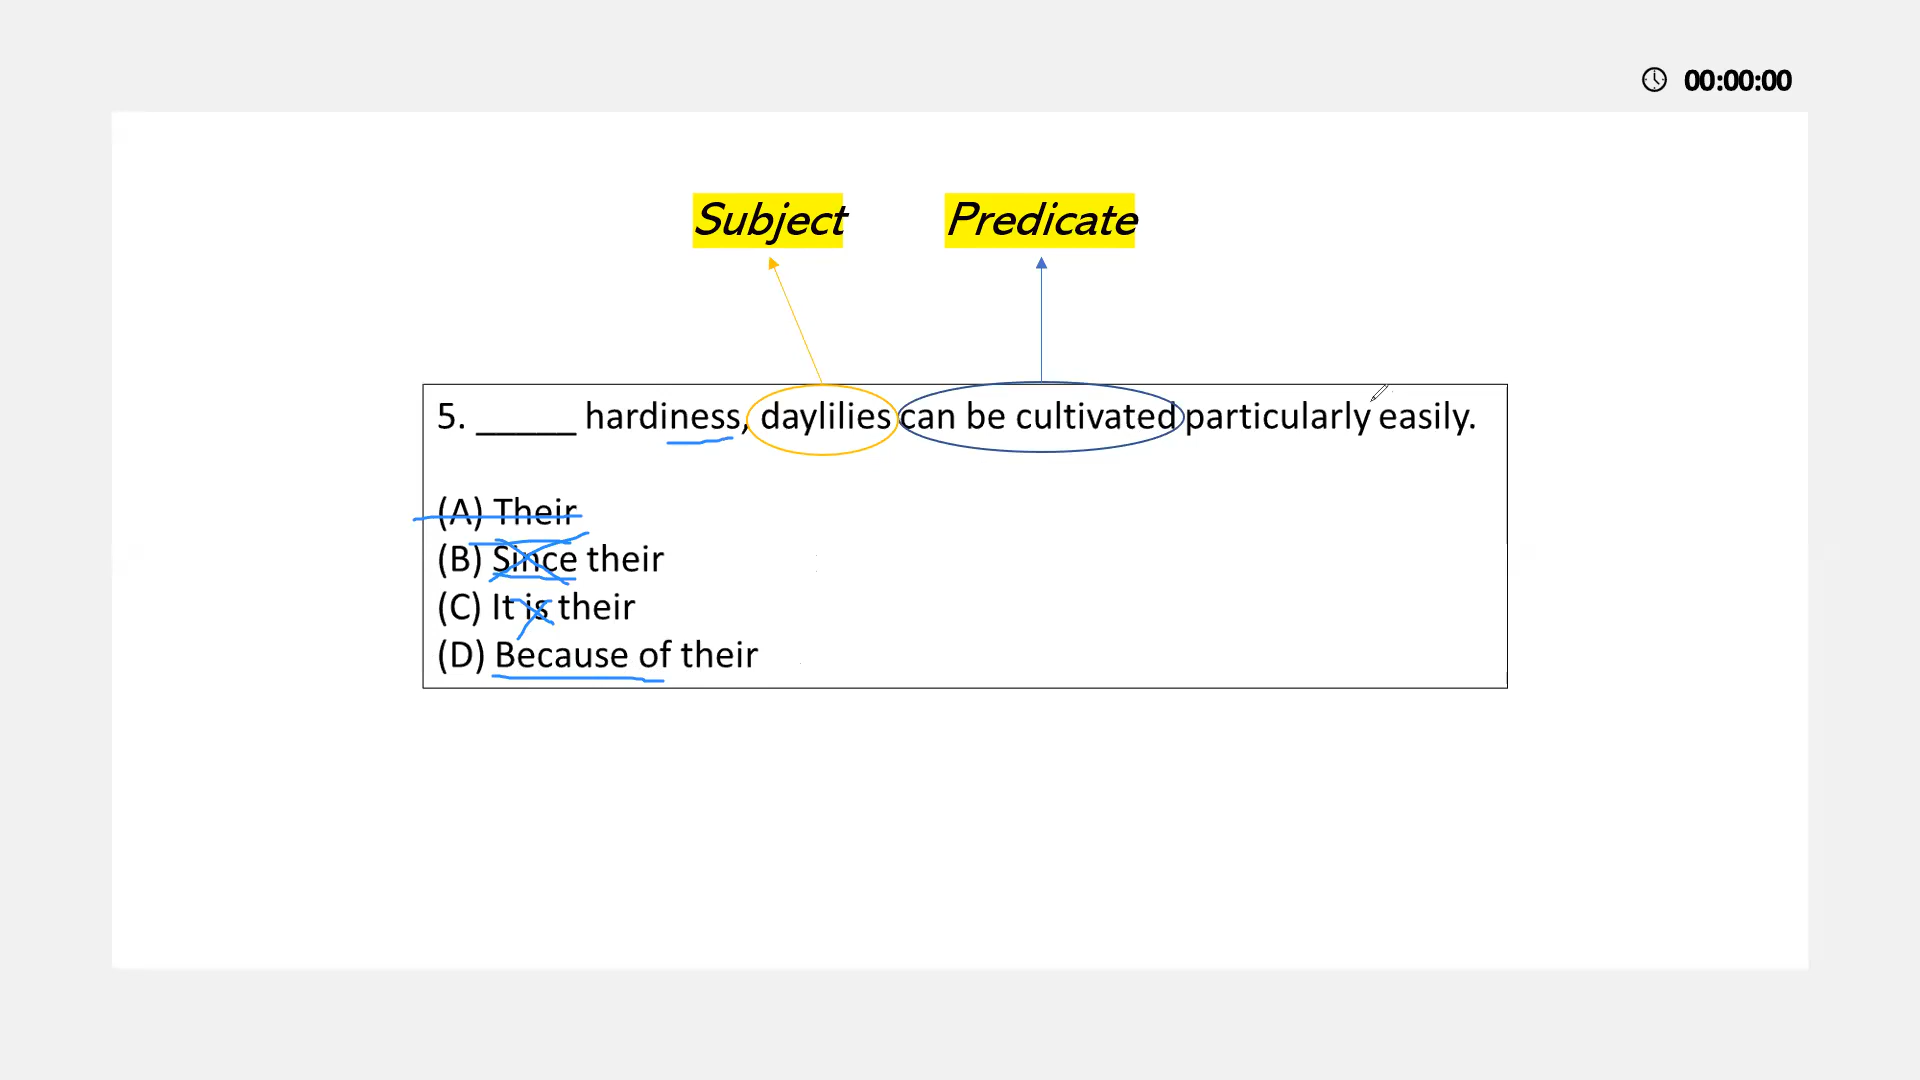 00:00:00
Subject Predicate
5. _____ hardiness, daylilies can be cultivated particularly easily.
(A) Their
(B) Since their
(C) It is their
(D) Because of their